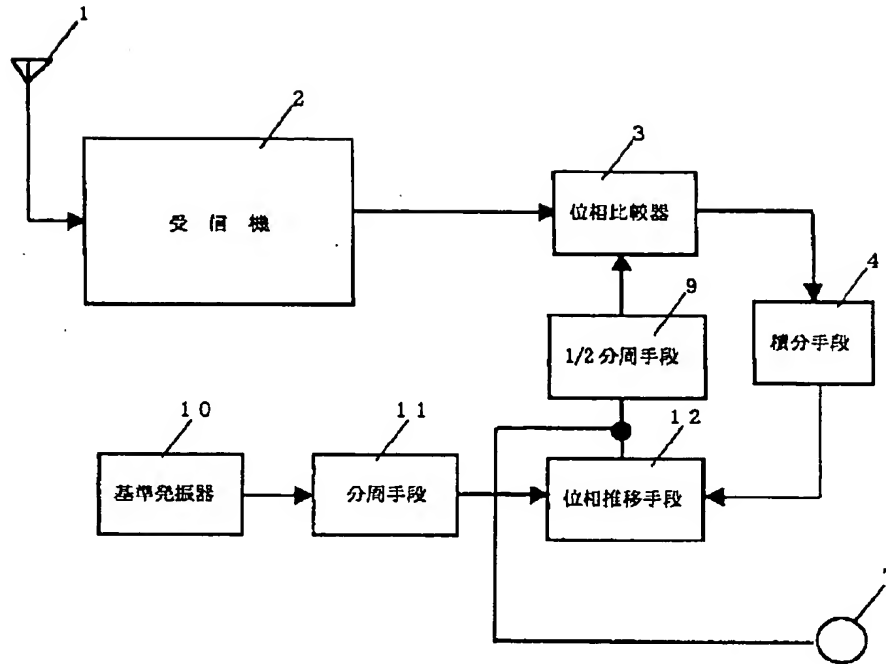 1
2
受信機
3
位相比較器
4
積分手段
9
1/2分周手段
10
基準発振器
11
分周手段
12
位相推移手段